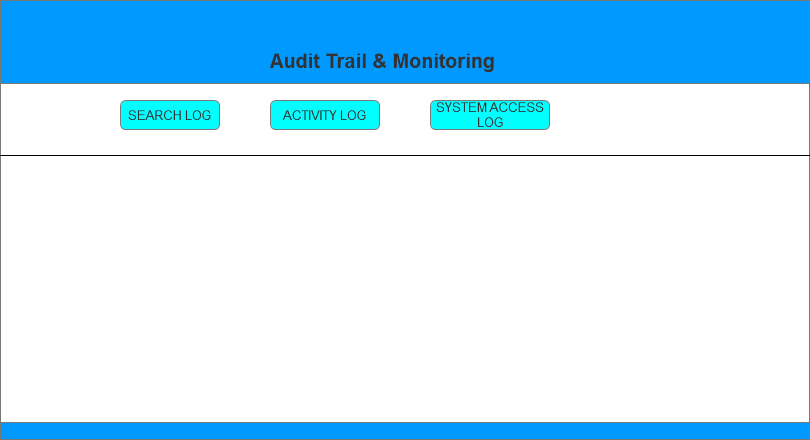 Audit Trail & Monitoring
SEARCH LOG
ACTIVITY LOG
SYSTEM ACCESS
LOG